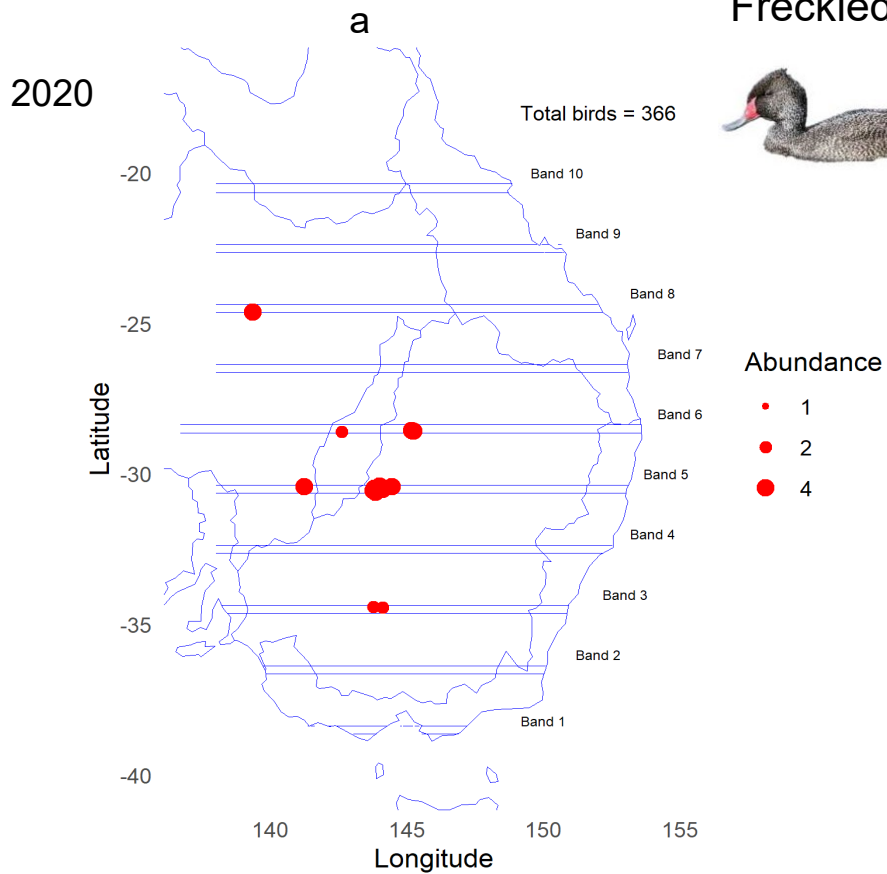 a
Freckled
2020
Total birds = 366
Band 10
Band 9
Band 8
Band 7
Band 6
Band 5
Band 4
Band 3
Band 2
Band 1
-20
-25
-30
-35
-40
Latitude
140
145
150
155
Longitude
Abundance
1
2
4